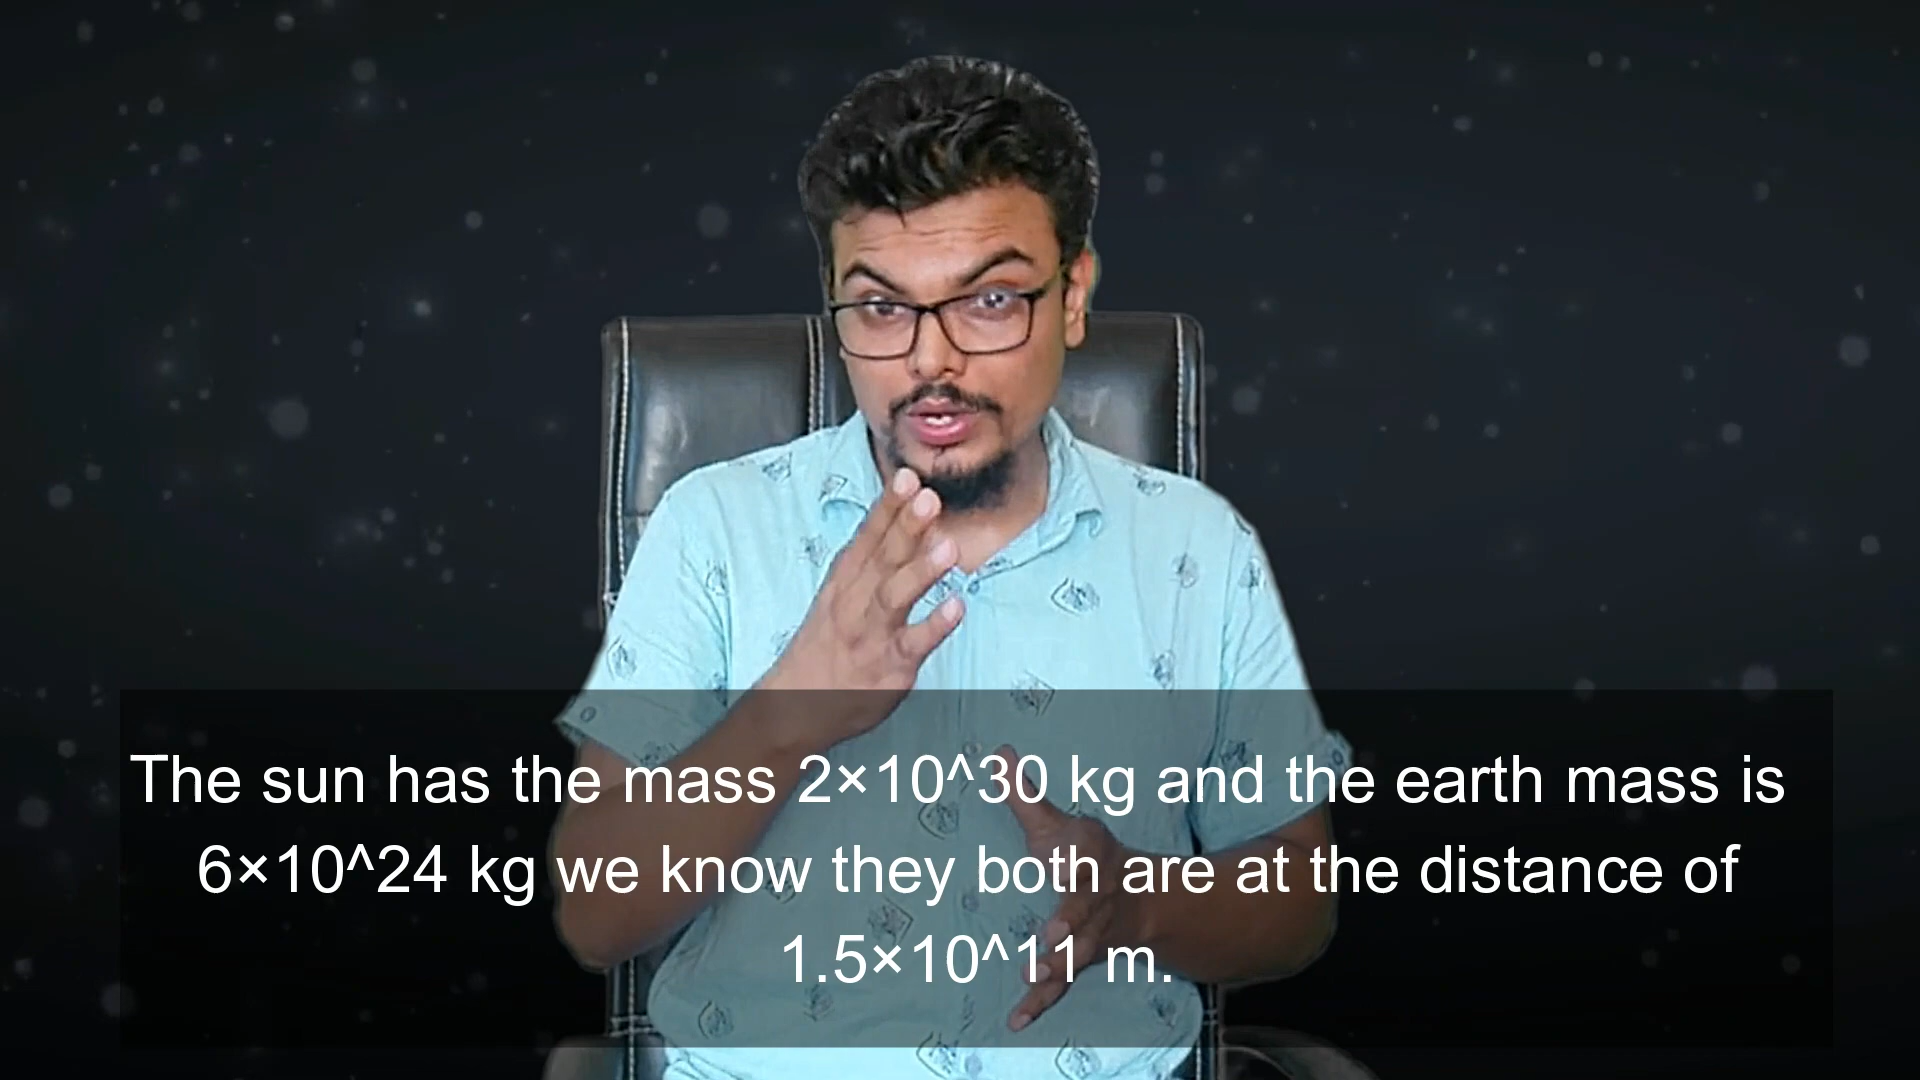 The sun has the mass 2×10^30 kg and the earth mass is
6×10^24 kg we know they both are at the distance of
1.5×10^11 m.